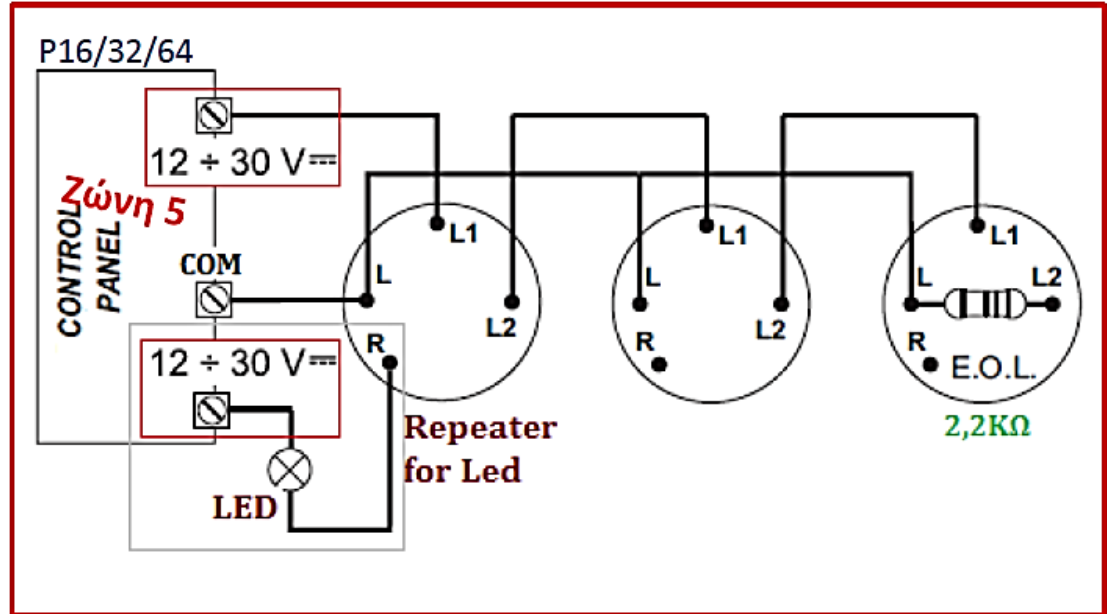 P16/32/64
12 ÷ 30 V⎓
Ζώνη 5
CONTROL
PANEL
COM
12 ÷ 30 V⎓
LED
L1
L
L2
R
Repeater
for Led
L1
L
L2
R
L1
L
L2
R
E.O.L.
2,2KΩ